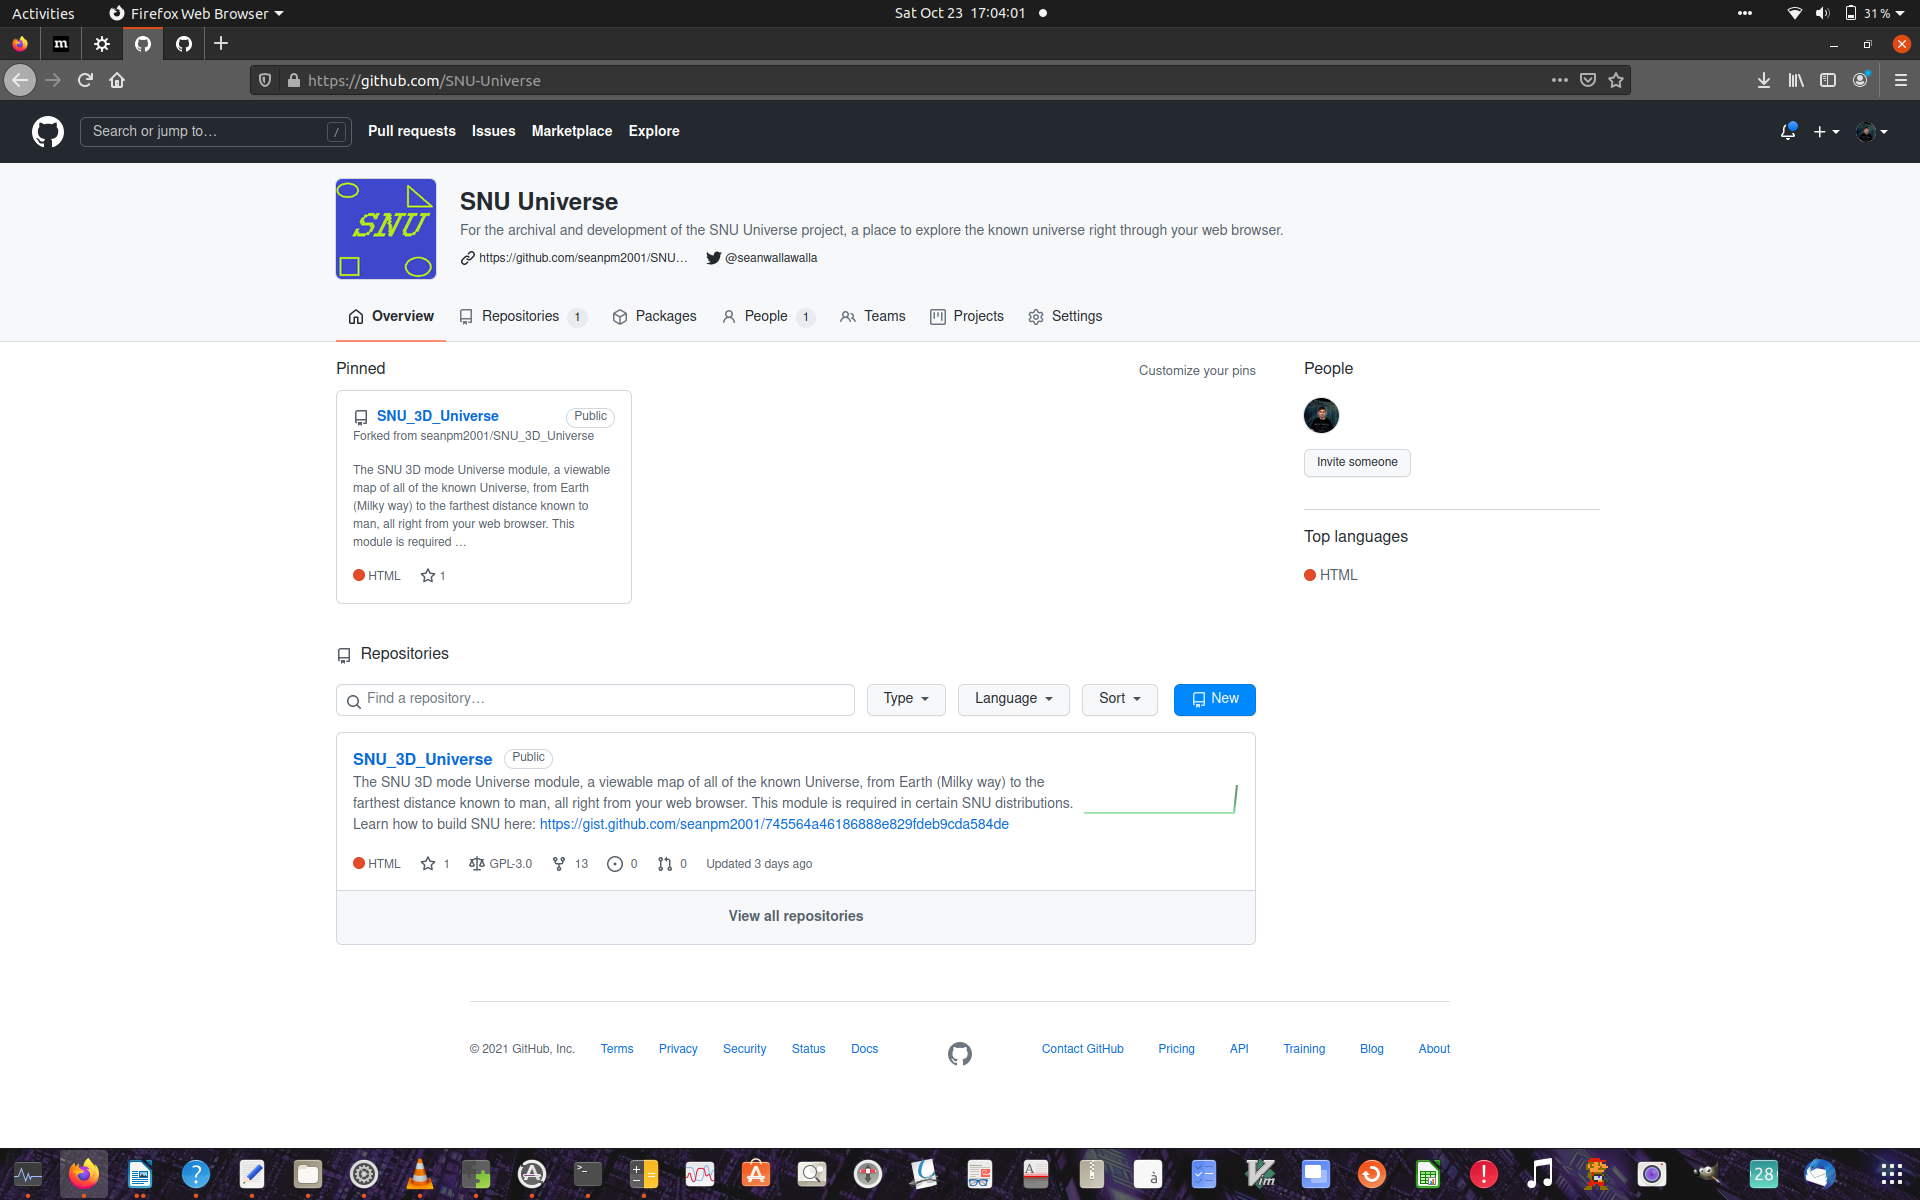 Activities
Firefox Web Browser
Sat Oct 23 17:04:01
31 %
m
https://github.com/SNU-Universe
Search or jump to…
/
Pull requests
Issues
Marketplace
Explore
SNU
SNU Universe
For the archival and development of the SNU Universe project, a place to explore the known universe right through your web browser.
https://github.com/seanpm2001/SNU…
@seanwallawalla
Overview
Repositories 1
Packages
People 1
Teams
Projects
Settings
Pinned
Customize your pins
SNU_3D_Universe
Public
Forked from seanpm2001/SNU_3D_Universe
The SNU 3D mode Universe module, a viewable
map of all of the known Universe, from Earth
(Milky way) to the farthest distance known to
man, all right from your web browser. This
module is required …
HTML
1
People
Invite someone
Top languages
HTML
Repositories
Find a repository…
Type
Language
Sort
New
SNU_3D_Universe
Public
The SNU 3D mode Universe module, a viewable map of all of the known Universe, from Earth (Milky way) to the
farthest distance known to man, all right from your web browser. This module is required in certain SNU distributions.
Learn how to build SNU here: https://gist.github.com/seanpm2001/745564a46186888e829fdeb9cda584de
HTML
1
GPL-3.0
13
0
0
Updated 3 days ago
View all repositories
© 2021 GitHub, Inc.
Terms
Privacy
Security
Status
Docs
Contact GitHub
Pricing
API
Training
Blog
About
?
>_
A
à
Vim
!
28